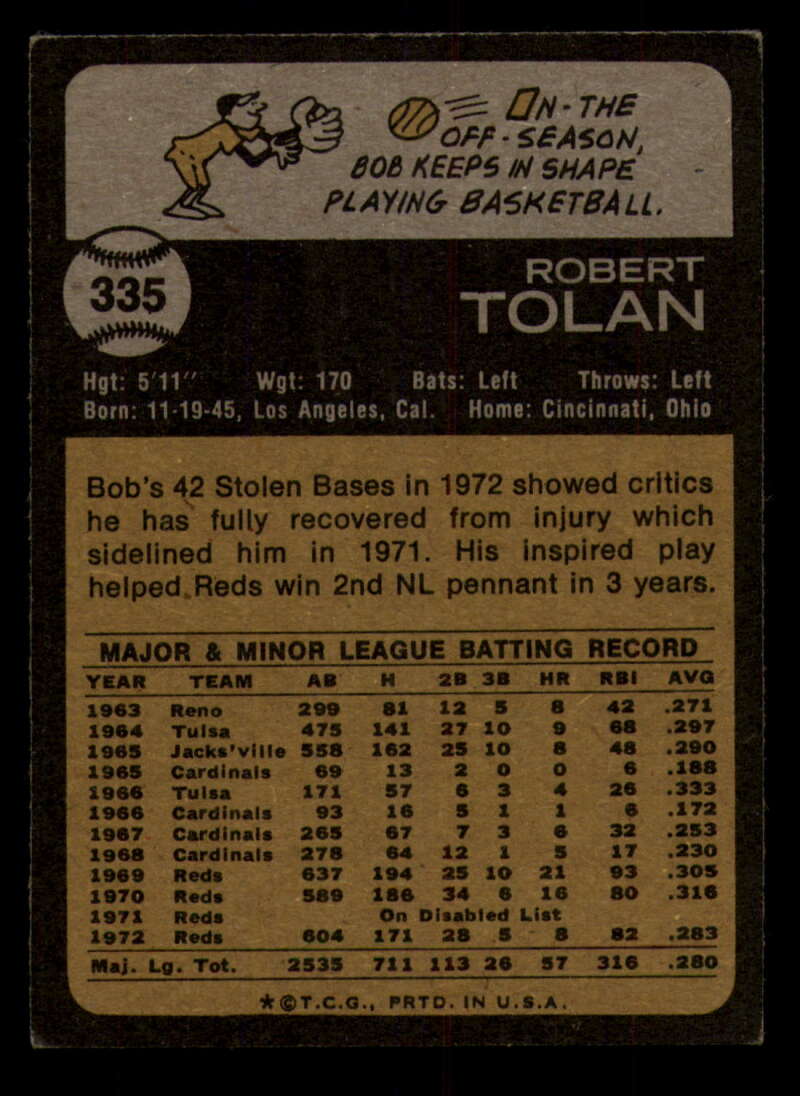 ON-THE
OFF-SEASON,
BOB KEEPS IN SHAPE
PLAYING BASKETBALL.
335
ROBERT
TOLAN
Hgt: 5'11" Wgt: 170 Bats: Left Throws: Left
Born: 11-19-45, Los Angeles, Cal. Home: Cincinnati, Ohio
Bob's 42 Stolen Bases in 1972 showed critics
he has fully recovered from injury which
sidelined him in 1971. His inspired play
helped Reds win 2nd NL pennant in 3 years.
MAJOR & MINOR LEAGUE BATTING RECORD
YEAR TEAM AB H 2B 3B HR RBI AVG
1963 Reno 299 81 12 5 8 42 .271
1964 Tulsa 475 141 27 10 9 68 .297
1965 Jacks'ville 558 162 25 10 8 48 .290
1965 Cardinals 69 13 2 0 0 6 .188
1966 Tulsa 171 57 6 3 4 26 .333
1966 Cardinals 93 16 5 1 1 6 .172
1967 Cardinals 265 67 7 3 6 32 .253
1968 Cardinals 278 64 12 1 5 17 .230
1969 Reds 637 194 25 10 21 93 .305
1970 Reds 589 186 34 6 16 80 .316
1971 Reds On Disabled List
1972 Reds 604 171 28 5 8 82 .283
Maj. Lg. Tot. 2535 711 113 26 57 316 .280
*©T.C.G., PRTD. IN U.S.A.